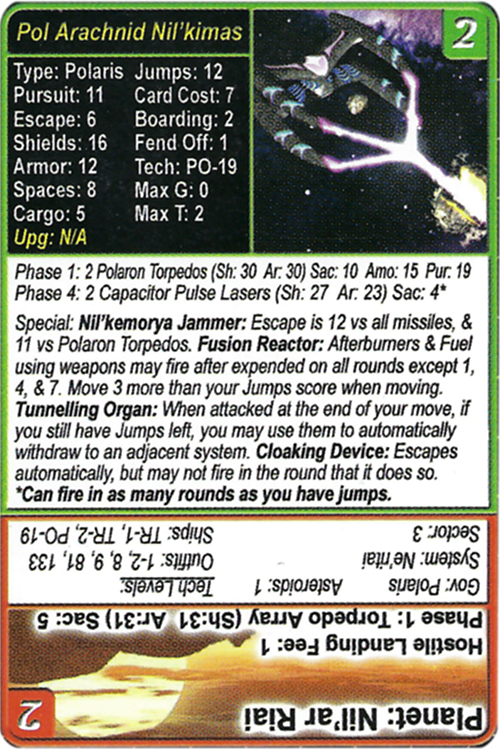 Pol Arachnid Nil'kimas
2
Type: Polaris Jumps: 12
Pursuit: 11 Card Cost: 7
Escape: 6 Boarding: 2
Shields: 16 Fend Off: 1
Armor: 12 Tech: PO-19
Spaces: 8 Max G: 0
Cargo: 5 Max T: 2
Upg: N/A
Phase 1: 2 Polaron Torpedos (Sh: 30 Ar: 30) Sac: 10 Amo: 15 Pur: 19
Phase 4: 2 Capacitor Pulse Lasers (Sh: 27 Ar: 23) Sac: 4*
Special: Nil'kemorya Jammer: Escape is 12 vs all missiles, &
11 vs Polaron Torpedos. Fusion Reactor: Afterburners & Fuel
using weapons may fire after expended on all rounds except 1,
4, & 7. Move 3 more than your Jumps score when moving.
Tunnelling Organ: When attacked at the end of your move, if
you still have Jumps left, you may use them to automatically
withdraw to an adjacent system. Cloaking Device: Escapes
automatically, but may not fire in the round that it does so.
*Can fire in as many rounds as you have jumps.
Planet: Nil'ar Riai
2
Hostile Landing Fee: 1
Phase 1: Torpedo Array (Sh:31 Ar:31) Sac: 5
Gov: Polaris Asteroids: 1 Tech Levels:
System: Ne'ritai Outfits: 1-2, 8, 9, 81, 133
Sector: 3 Ships: TR-1, TR-2, PO-19